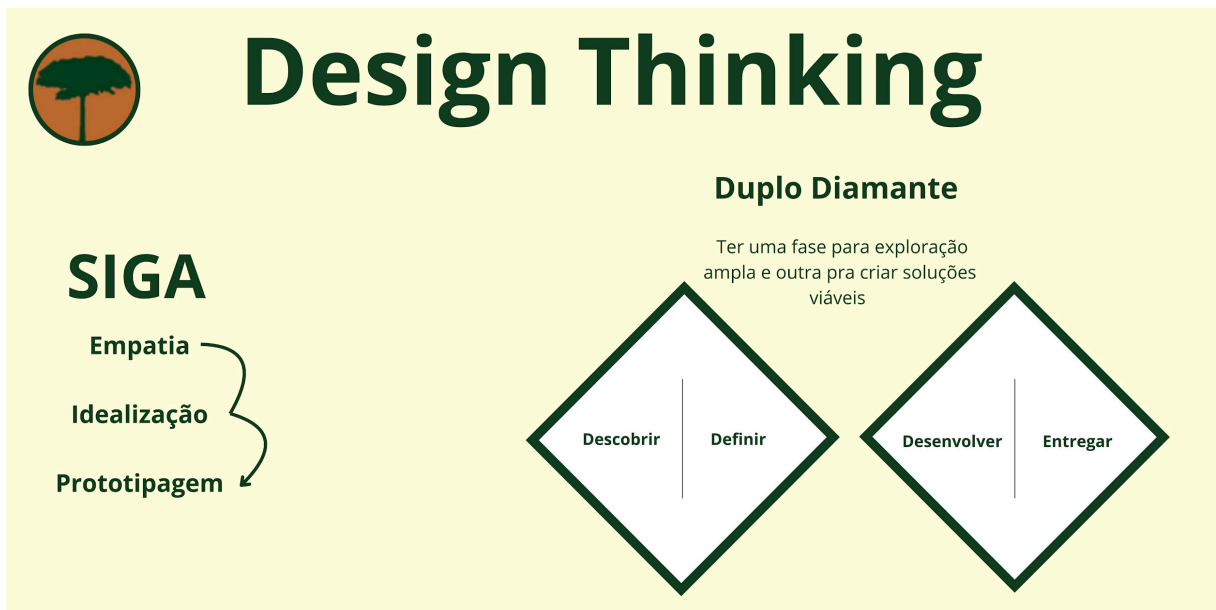 Design Thinking
SIGA
Empatia
Idealização
Prototipagem
Duplo Diamante
Ter uma fase para exploração
ampla e outra pra criar soluções
viáveis
Descobrir
Definir
Desenvolver
Entregar